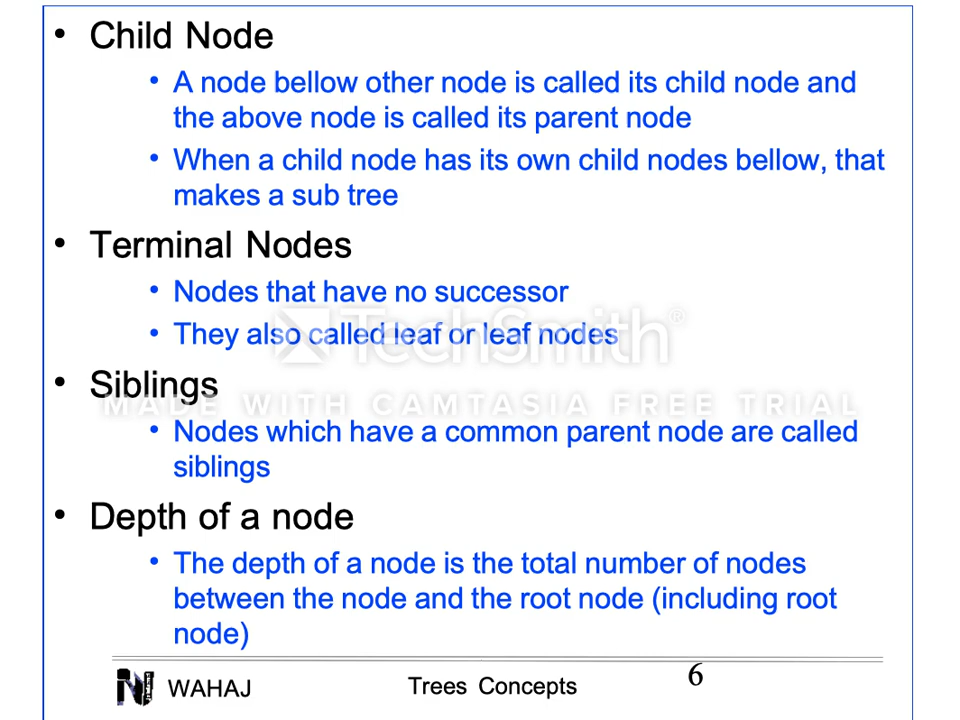 • Child Node
• A node bellow other node is called its child node and
the above node is called its parent node
• When a child node has its own child nodes bellow, that
makes a sub tree
• Terminal Nodes
• Nodes that have no successor
TechSmith®
• They also called leaf or leaf nodes
• Siblings
MADE WITH CAMTASIA FREE TRIAL
• Nodes which have a common parent node are called
siblings
• Depth of a node
• The depth of a node is the total number of nodes
between the node and the root node (including root
node)
WAHAJ Trees Concepts 6